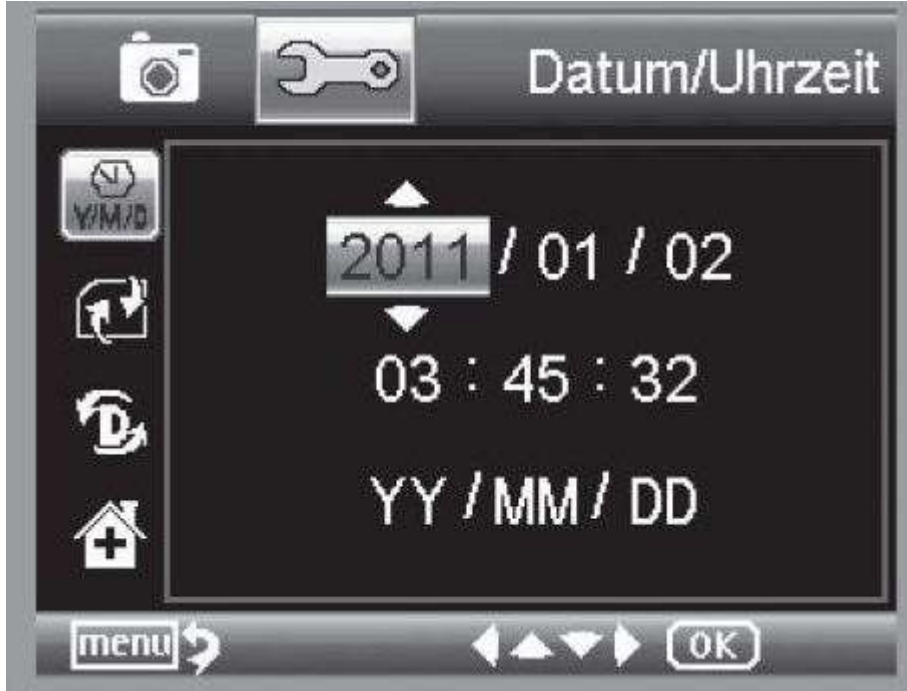 Datum/Uhrzeit
Y/M/D
2011 / 01 / 02
03 : 45 : 32
YY / MM / DD
D
menu OK